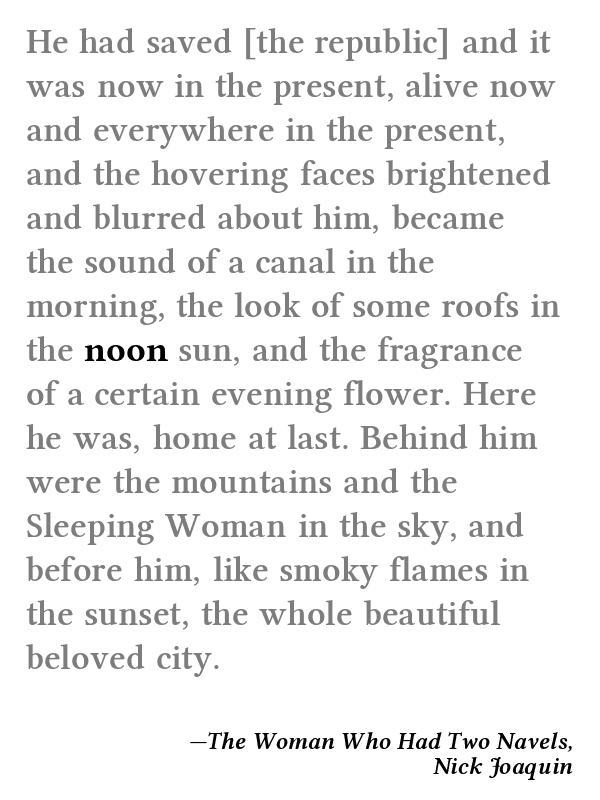 He had saved [the republic] and it
was now in the present, alive now
and everywhere in the present,
and the hovering faces brightened
and blurred about him, became
the sound of a canal in the
morning, the look of some roofs in
the noon sun, and the fragrance
of a certain evening flower. Here
he was, home at last. Behind him
were the mountains and the
Sleeping Woman in the sky, and
before him, like smoky flames in
the sunset, the whole beautiful
beloved city.
—The Woman Who Had Two Navels,
Nick Joaquin